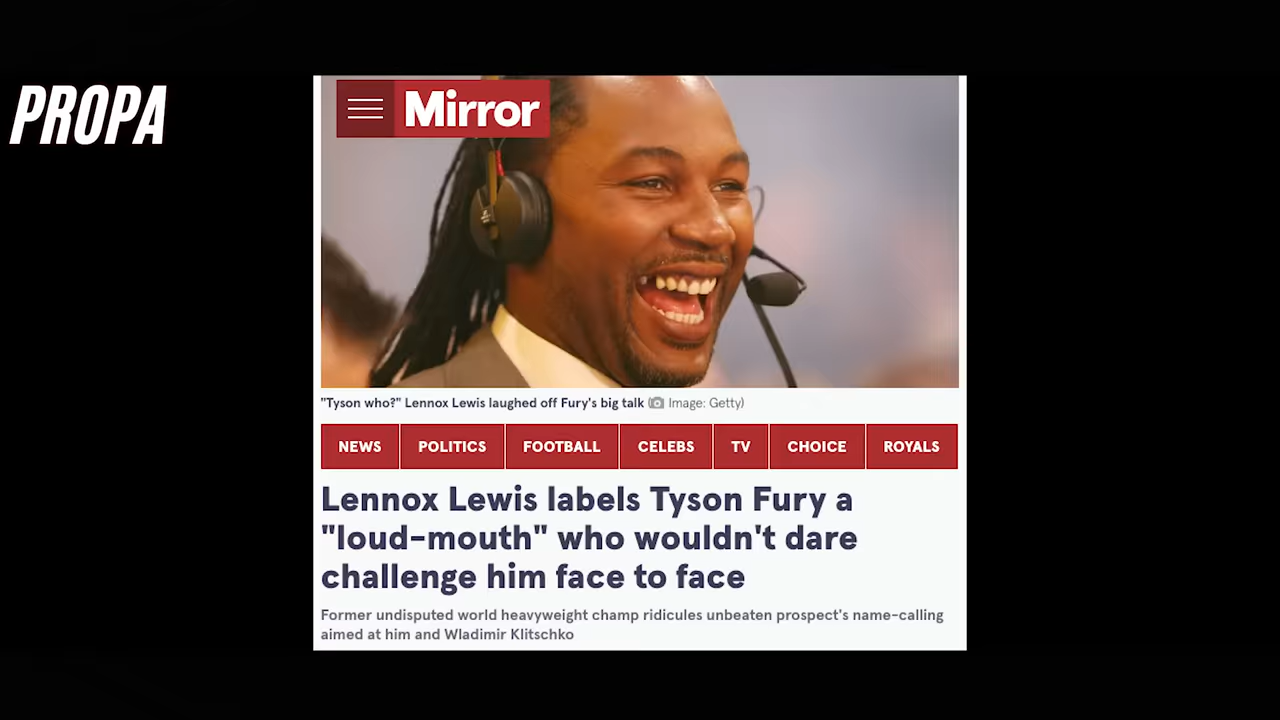 PROPA
Mirror
"Tyson who?" Lennox Lewis laughed off Fury's big talk (Image: Getty)
NEWS POLITICS FOOTBALL CELEBS TV CHOICE ROYALS
Lennox Lewis labels Tyson Fury a
"loud-mouth" who wouldn't dare
challenge him face to face
Former undisputed world heavyweight champ ridicules unbeaten prospect's name-calling
aimed at him and Wladimir Klitschko